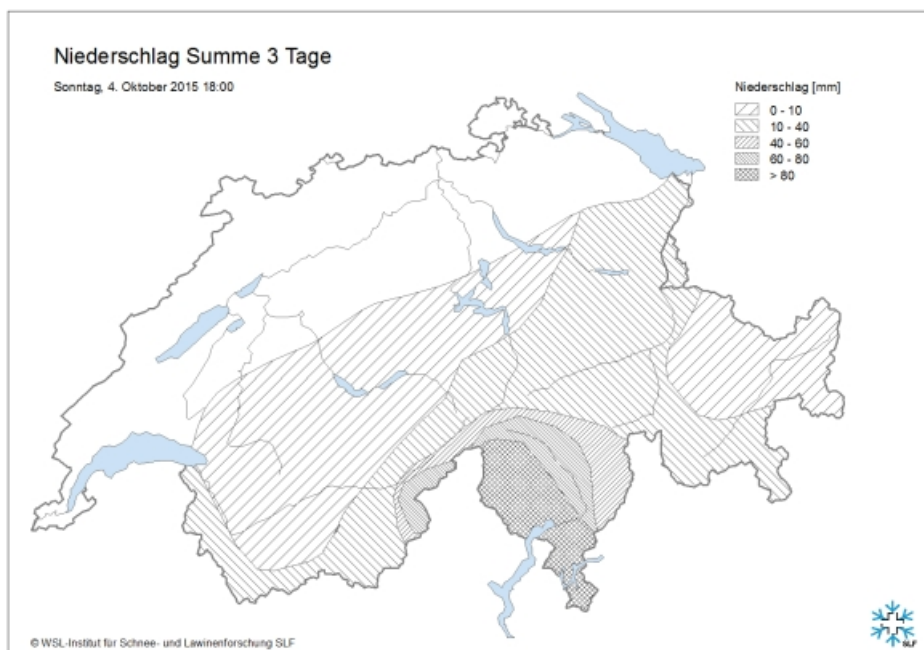 Niederschlag Summe 3 Tage
Sonntag, 4. Oktober 2015 18:00
Niederschlag [mm]
0 - 10
10 - 40
40 - 60
60 - 80
> 80
© WSL-Institut für Schnee- und Lawinenforschung SLF
SLF